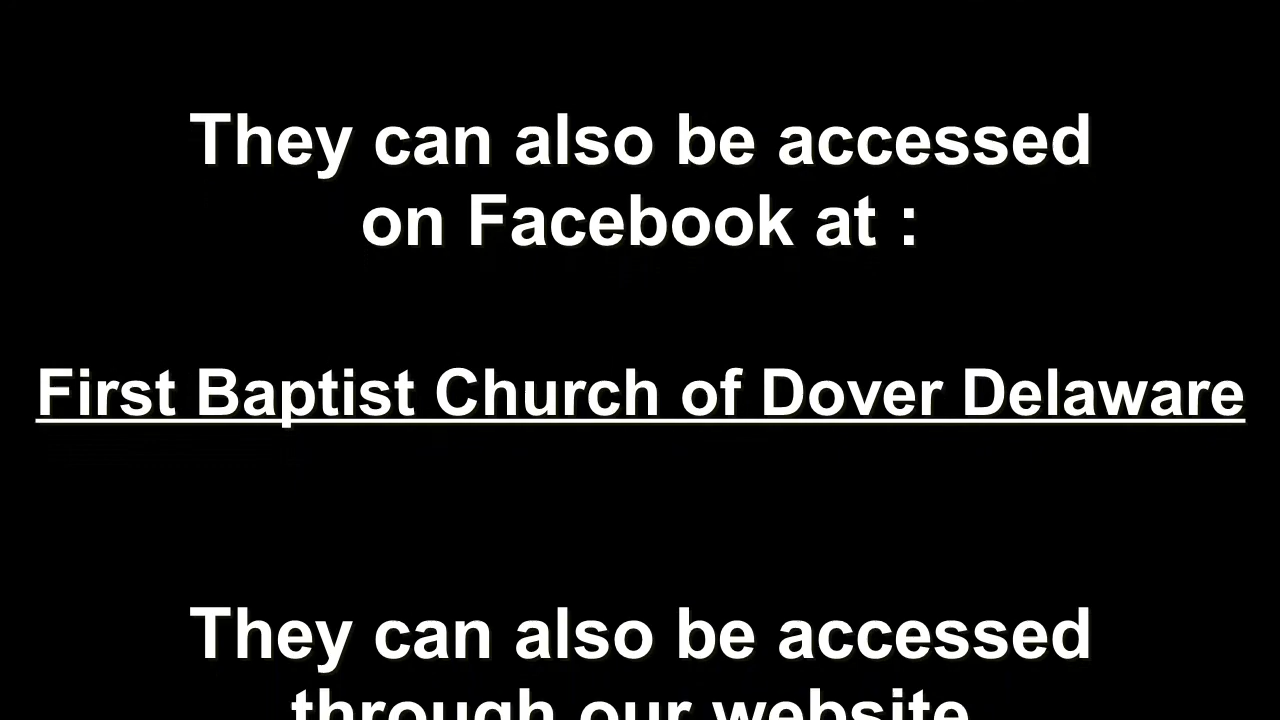 They can also be accessed
on Facebook at :
First Baptist Church of Dover Delaware
They can also be accessed
through our website